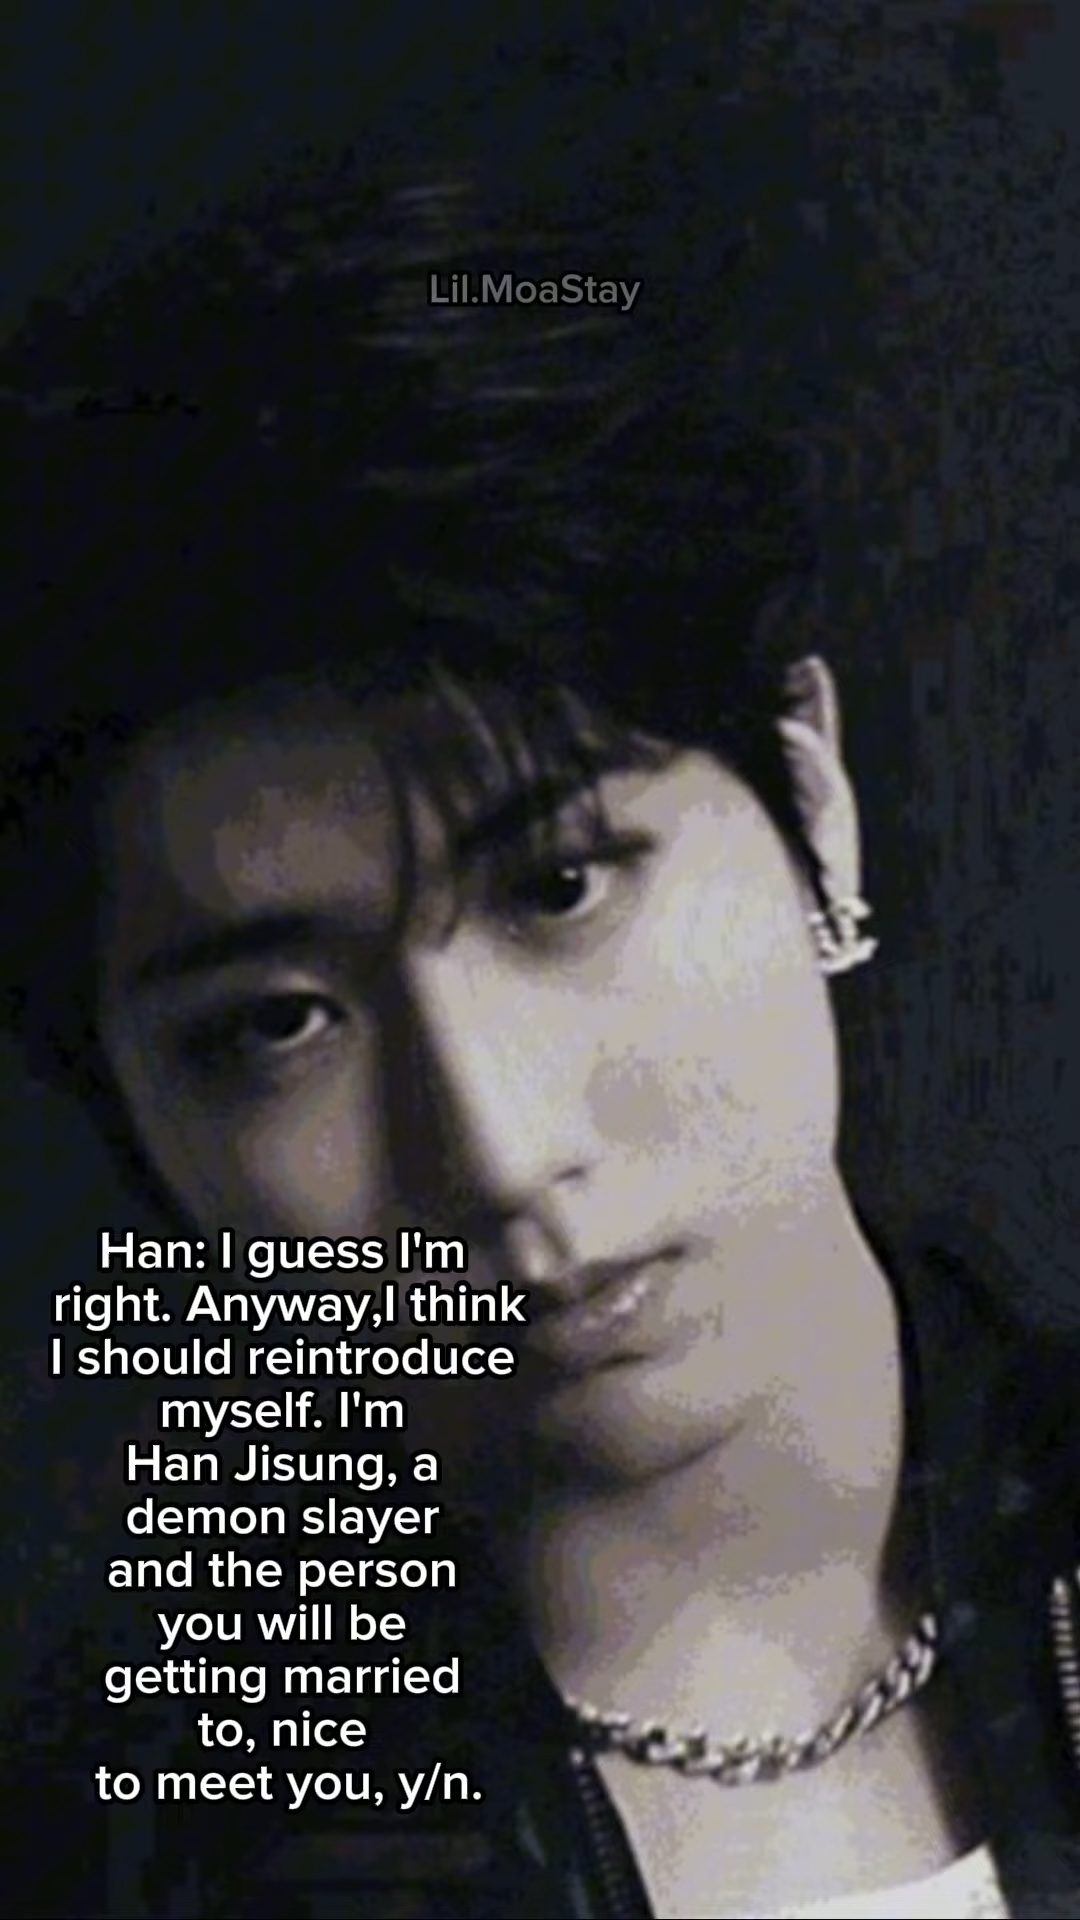 Lil.MoaStay
Han: I guess I'm
right. Anyway,I think
I should reintroduce
myself. I'm
Han Jisung, a
demon slayer
and the person
you will be
getting married
to, nice
to meet you, y/n.